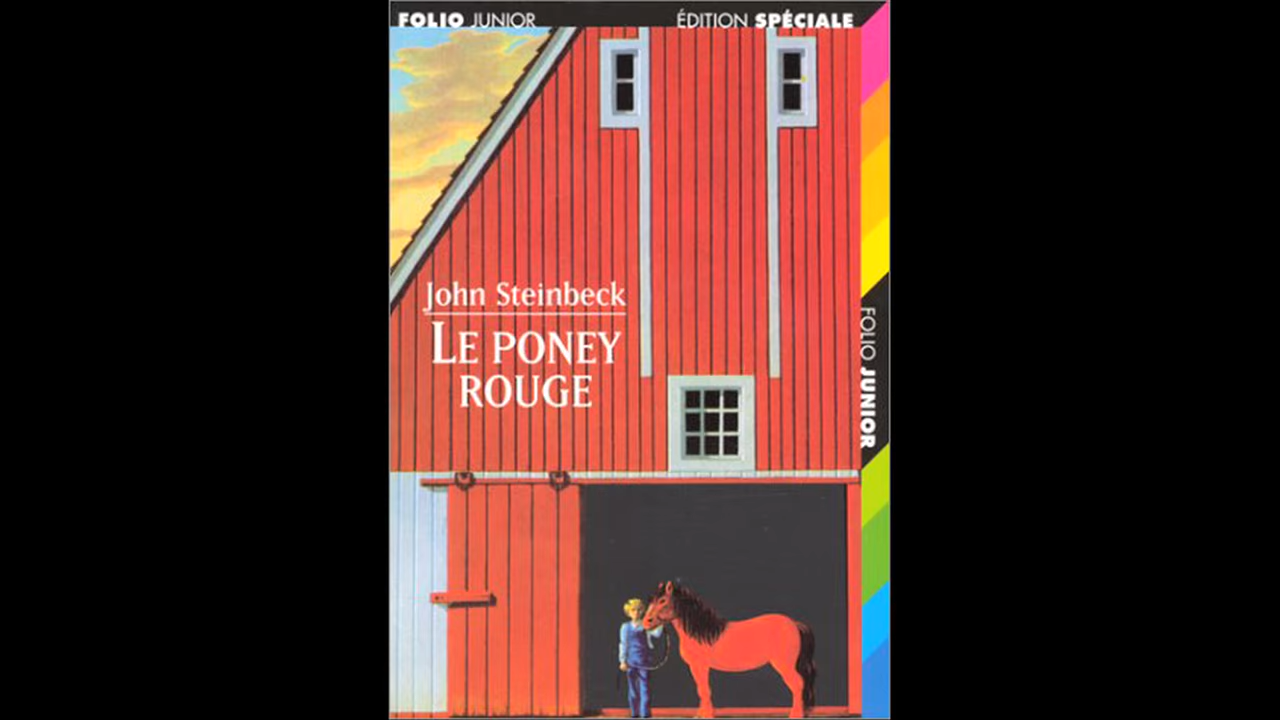 FOLIO JUNIOR
ÉDITION SPÉCIALE
John Steinbeck
LE PONEY
ROUGE
FOLIO JUNIOR